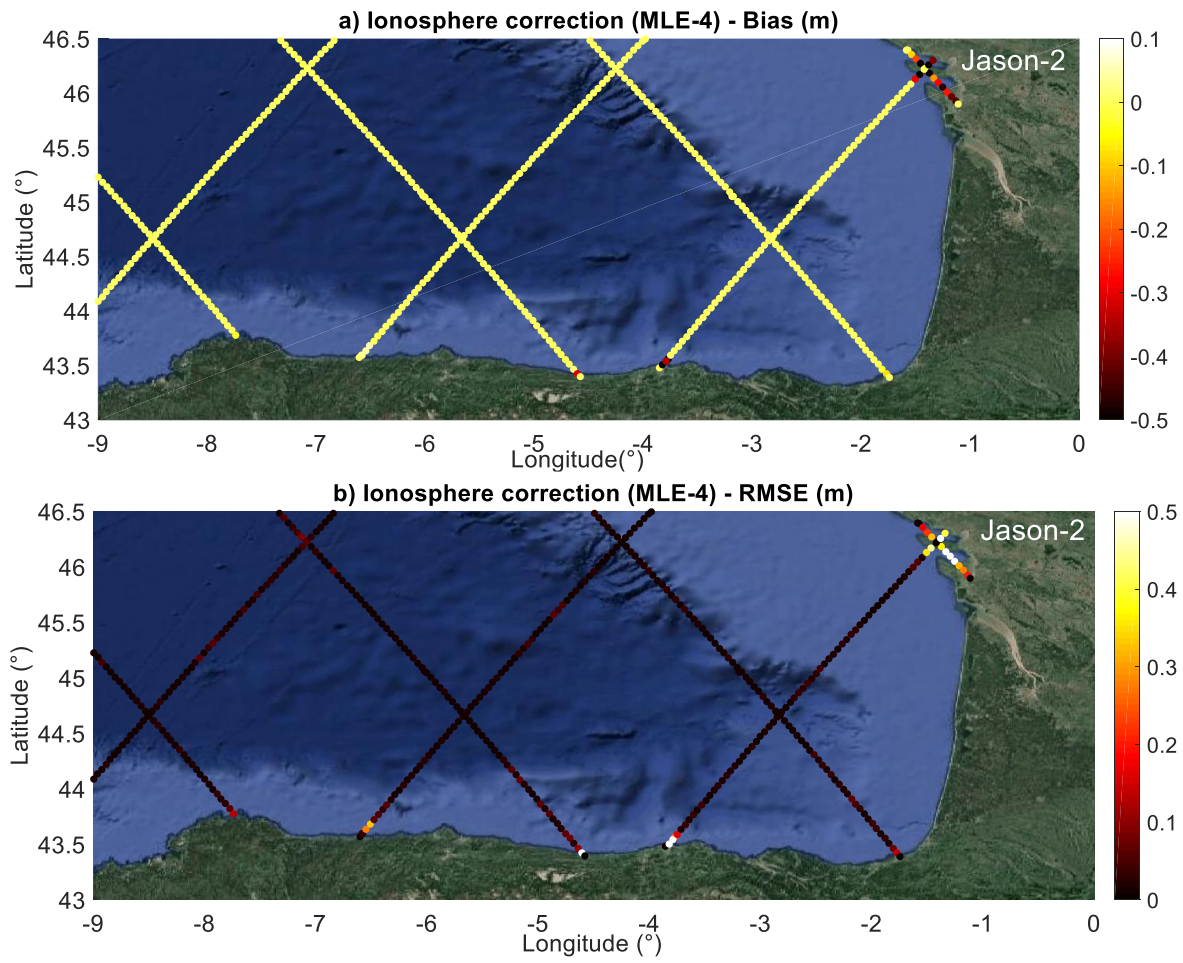 a) Ionosphere correction (MLE-4) - Bias (m)
46.5
46
45.5
45
44.5
44
43.5
43
Latitude (°)
Jason-2
0.1
0
-0.1
-0.2
-0.3
-0.4
-0.5
-9 -8 -7 -6 -5 -4 -3 -2 -1 0
Longitude(°)
b) Ionosphere correction (MLE-4) - RMSE (m)
46.5
46
45.5
45
44.5
44
43.5
43
Latitude (°)
Jason-2
0.5
0.4
0.3
0.2
0.1
0
-9 -8 -7 -6 -5 -4 -3 -2 -1 0
Longitude (°)